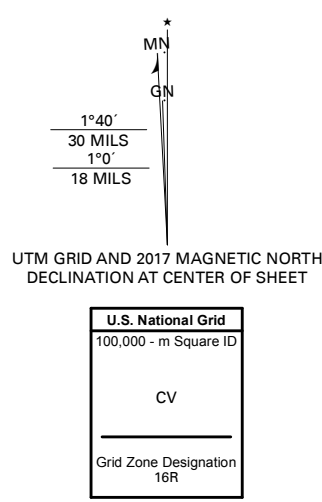 ★
MN
GN
1°40´
30 MILS
1°0´
18 MILS
UTM GRID AND 2017 MAGNETIC NORTH
DECLINATION AT CENTER OF SHEET
U.S. National Grid
100,000 - m Square ID
CV
Grid Zone Designation
16R